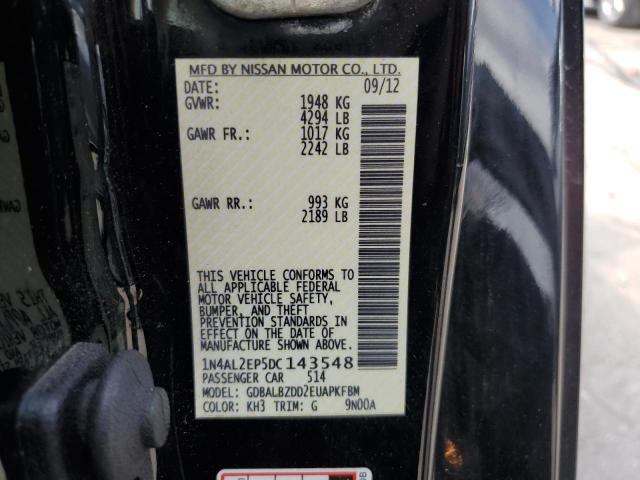 MFD BY NISSAN MOTOR CO., LTD.
DATE: 09/12
GVWR: 1948 KG
4294 LB
GAWR FR.: 1017 KG
2242 LB
GAWR RR.: 993 KG
2189 LB
THIS VEHICLE CONFORMS TO
ALL APPLICABLE FEDERAL
MOTOR VEHICLE SAFETY,
BUMPER, AND THEFT
PREVENTION STANDARDS IN
EFFECT ON THE DATE OF
MANUFACTURE SHOWN ABOVE.
1N4AL2EP5DC143548
PASSENGER CAR 514
MODEL: GDBALBZDD2EUAPKFBM
COLOR: KH3 TRIM: G 9N00A